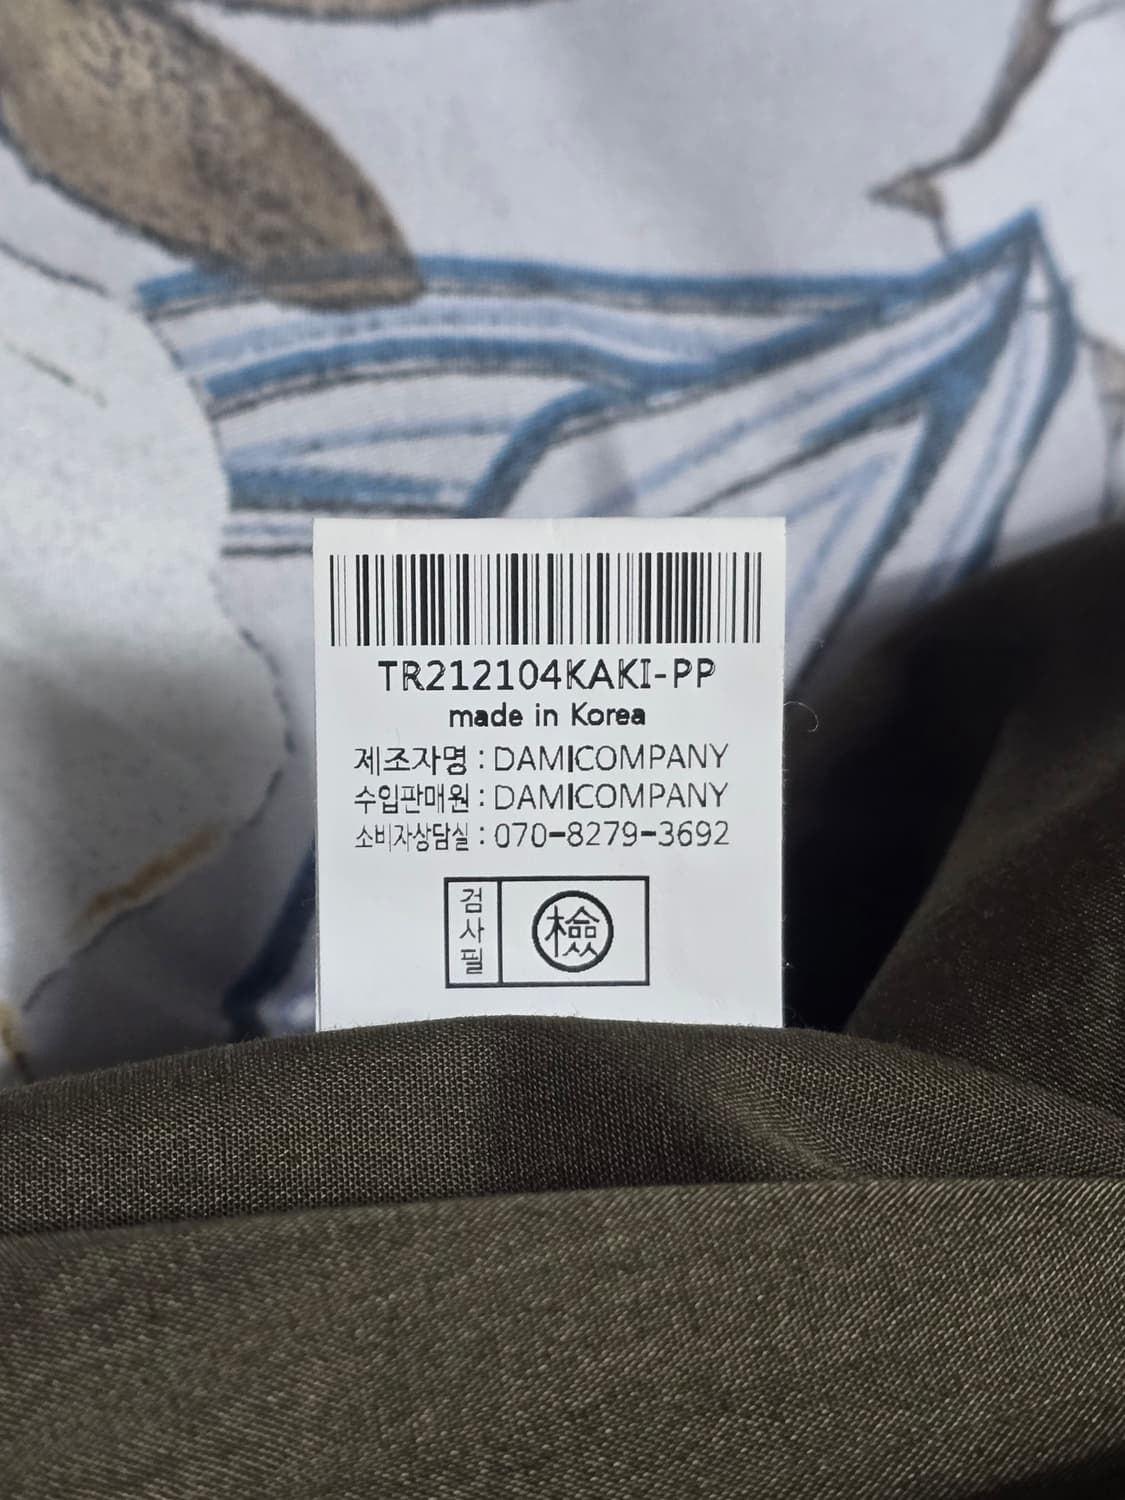 TR212104KAKI-PP
made in Korea
제조자명 : DAMICOMPANY
수입판매원 : DAMICOMPANY
소비자상담실 : 070-8279-3692
검사필
檢